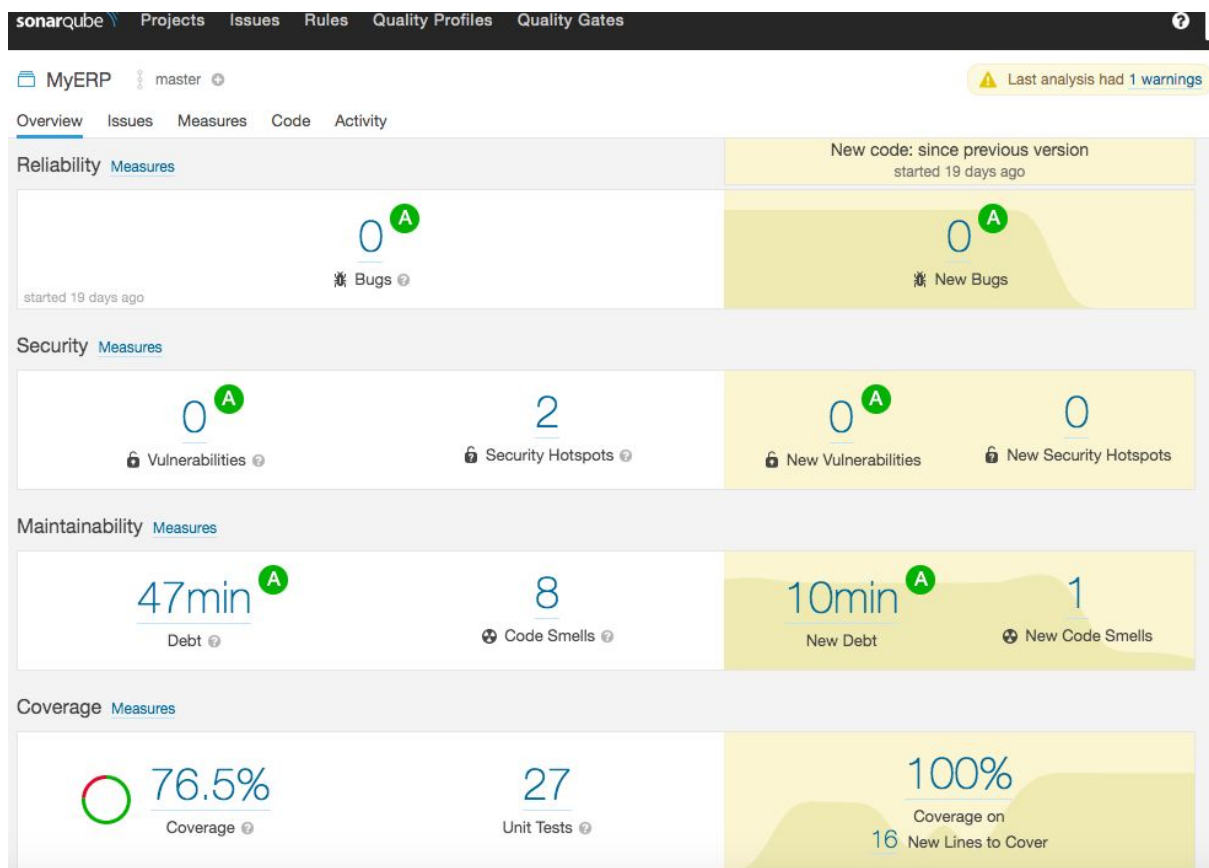 sonarqube Projects Issues Rules Quality Profiles Quality Gates ?
MyERP master Last analysis had 1 warnings
Overview Issues Measures Code Activity
New code: since previous version
started 19 days ago
Reliability Measures
0 A 0 A
Bugs ? New Bugs
started 19 days ago
Security Measures
0 A 2 0 A 0
Vulnerabilities ? Security Hotspots ? New Vulnerabilities New Security Hotspots
Maintainability Measures
47min A 8 10min A 1
Debt ? Code Smells ? New Debt New Code Smells
Coverage Measures
76.5% 27 100%
Coverage ? Unit Tests ? Coverage on
16 New Lines to Cover